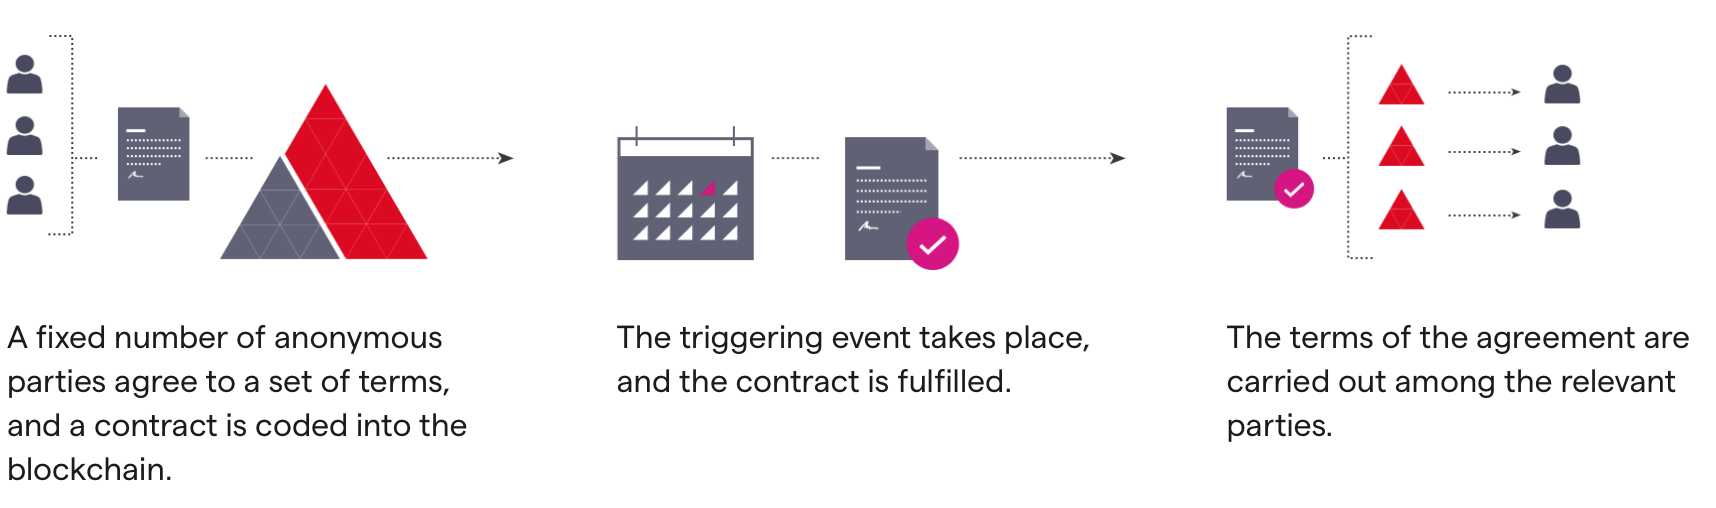 A fixed number of anonymous
parties agree to a set of terms,
and a contract is coded into the
blockchain.
The triggering event takes place,
and the contract is fulfilled.
The terms of the agreement are
carried out among the relevant
parties.